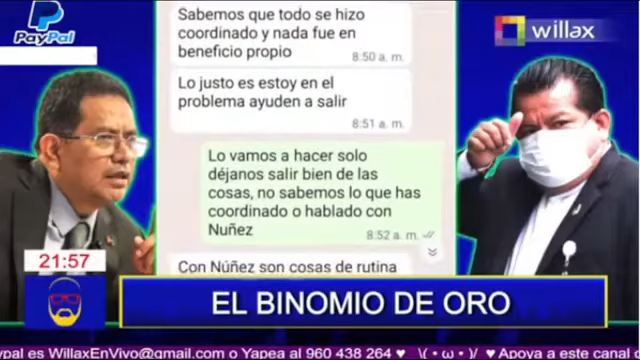 PayPal
Sabemos que todo se hizo
coordinado y nada fue en
beneficio propio
8:50 a. m.
Lo justo es estoy en el
problema ayuden a salir
8:51 a. m.
Lo vamos a hacer solo
déjanos salir bien de las
cosas, no sabemos lo que has
coordinado o hablado con
Nuñez
8:52 a. m.
Con Núñez son cosas de rutina
willax
21:57
EL BINOMIO DE ORO
ypal es WillaxEnVivo@gmail.com o Yapea al 960 438 264 ♥ \( • ω • )/ ♥ Apoya a este canal